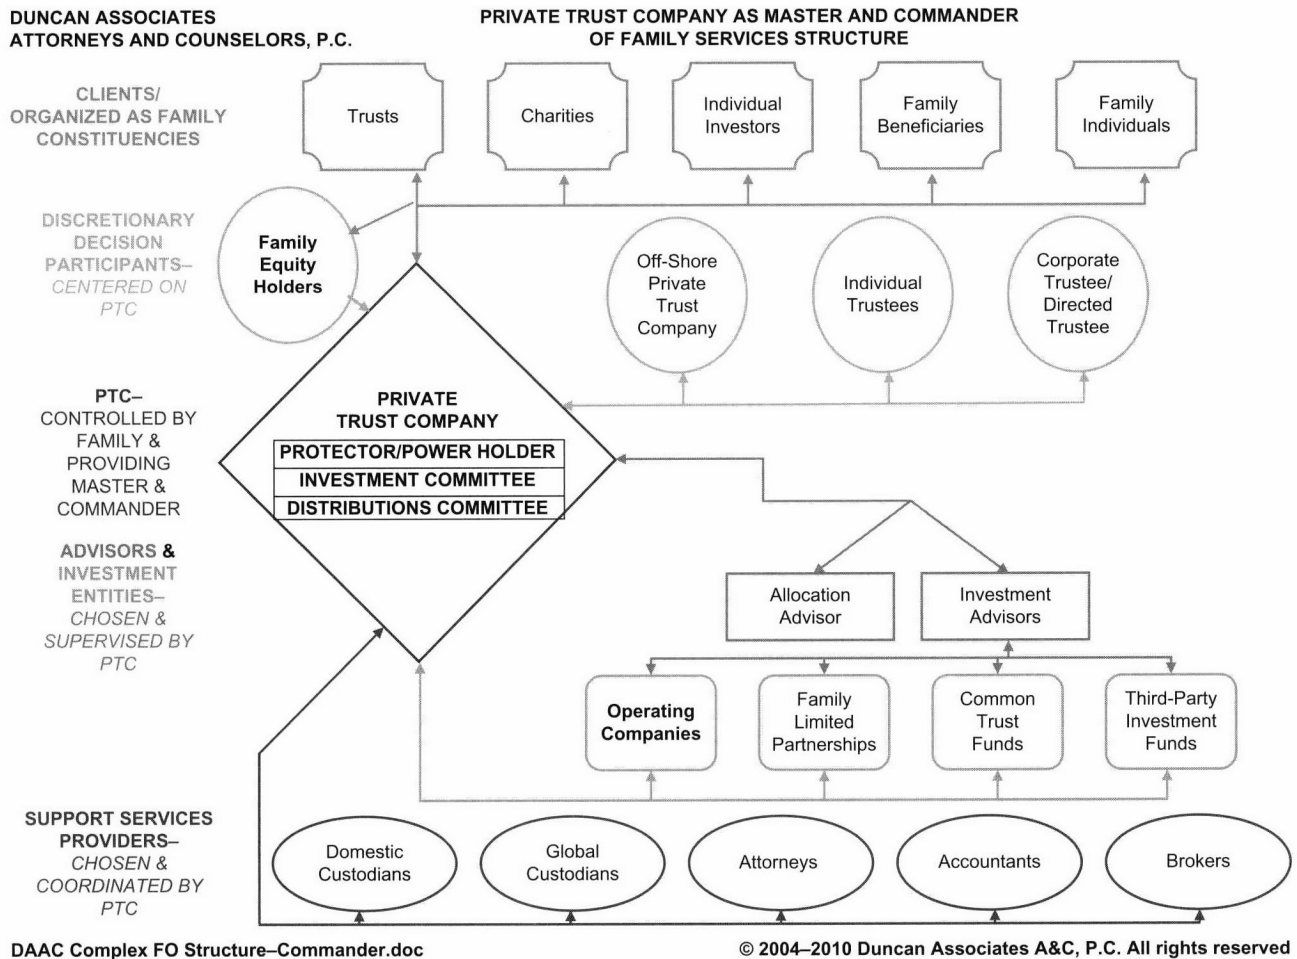 DUNCAN ASSOCIATES
ATTORNEYS AND COUNSELORS, P.C.
PRIVATE TRUST COMPANY AS MASTER AND COMMANDER
OF FAMILY SERVICES STRUCTURE
CLIENTS/
ORGANIZED AS FAMILY
CONSTITUENCIES
Trusts
Charities
Individual
Investors
Family
Beneficiaries
Family
Individuals
DISCRETIONARY
DECISION
PARTICIPANTS–
CENTERED ON
PTC
Family
Equity
Holders
Off-Shore
Private
Trust
Company
Individual
Trustees
Corporate
Trustee/
Directed
Trustee
PTC–
CONTROLLED BY
FAMILY &
PROVIDING
MASTER &
COMMANDER
PRIVATE
TRUST COMPANY
PROTECTOR/POWER HOLDER
INVESTMENT COMMITTEE
DISTRIBUTIONS COMMITTEE
ADVISORS &
INVESTMENT
ENTITIES–
CHOSEN &
SUPERVISED BY
PTC
Allocation
Advisor
Investment
Advisors
Operating
Companies
Family
Limited
Partnerships
Common
Trust
Funds
Third-Party
Investment
Funds
SUPPORT SERVICES
PROVIDERS–
CHOSEN &
COORDINATED BY
PTC
Domestic
Custodians
Global
Custodians
Attorneys
Accountants
Brokers
DAAC Complex FO Structure–Commander.doc
© 2004–2010 Duncan Associates A&C, P.C. All rights reserved